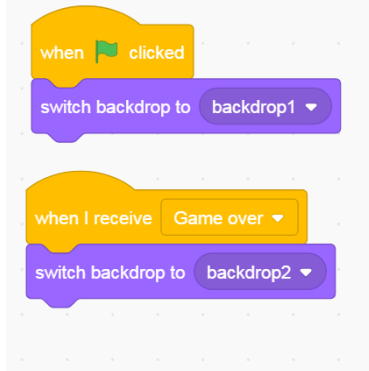 when clicked
switch backdrop to backdrop1
when I receive Game over
switch backdrop to backdrop2